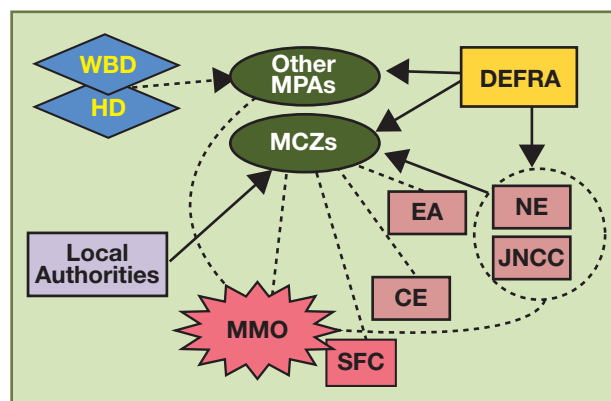 WBD
HD
Other
MPAs
DEFRA
MCZs
EA
NE
JNCC
Local
Authorities
CE
MMO
SFC